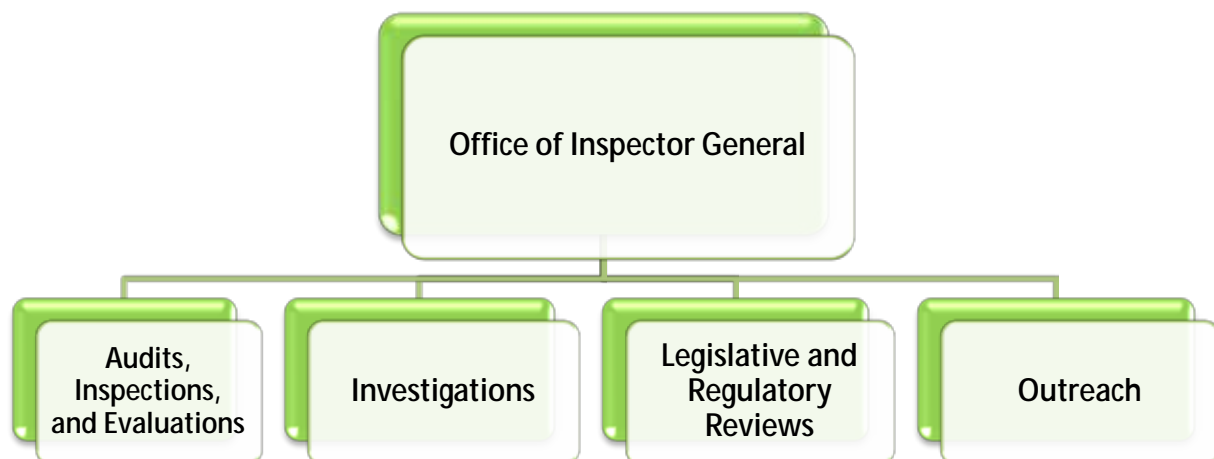 Office of Inspector General
Audits,
Inspections,
and Evaluations
Investigations
Legislative and
Regulatory
Reviews
Outreach